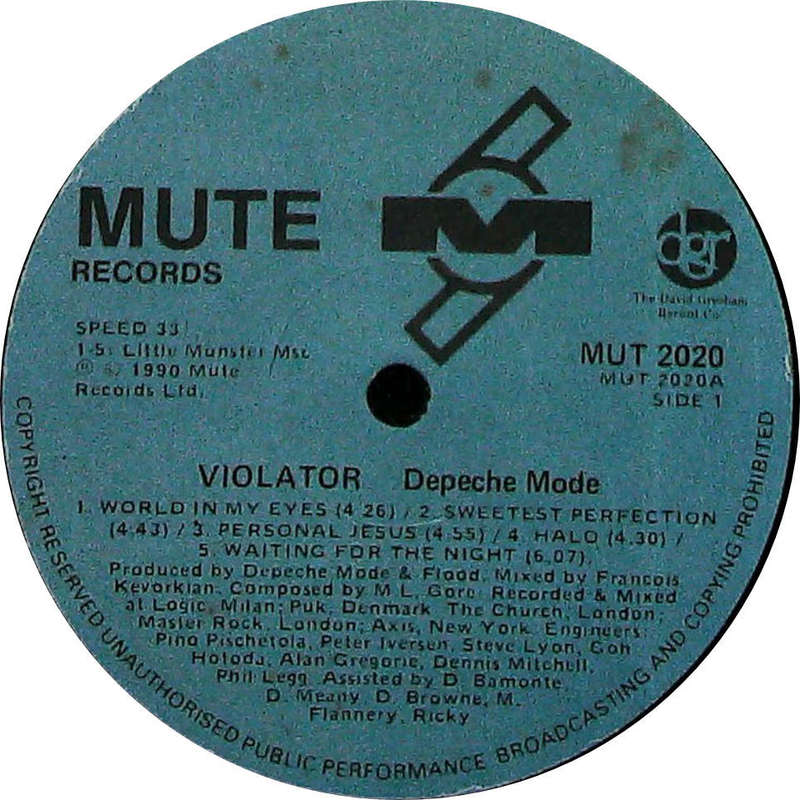 MUTE
RECORDS
M
dgr
The David Gresham
Record Co
SPEED 33
1-5: Little Munster Msc
℗ © 1990 Mute
Records Ltd.
MUT 2020
MUT 2020A
SIDE 1
VIOLATOR Depeche Mode
1. WORLD IN MY EYES (4 26) / 2. SWEETEST PERFECTION
(4:43) / 3. PERSONAL JESUS (4.55) / 4. HALO (4.30) /
5. WAITING FOR THE NIGHT (6.07).
Produced by Depeche Mode & Flood. Mixed by Francois
Kevorkian. Composed by M L. Gore. Recorded & Mixed
at Logic, Milan; Puk, Denmark. The Church, London;
Master Rock, London; Axis, New York. Engineers:
Pino Pischetola, Peter Iversen, Steve Lyon, Goh
Hotoda, Alan Gregorie, Dennis Mitchell,
Phil Legg. Assisted by D. Bamonte,
D. Meany, D. Browne, M.
Flannery, Ricky
COPYRIGHT RESERVED UNAUTHORISED PUBLIC PERFORMANCE BROADCASTING AND COPYING PROHIBITED